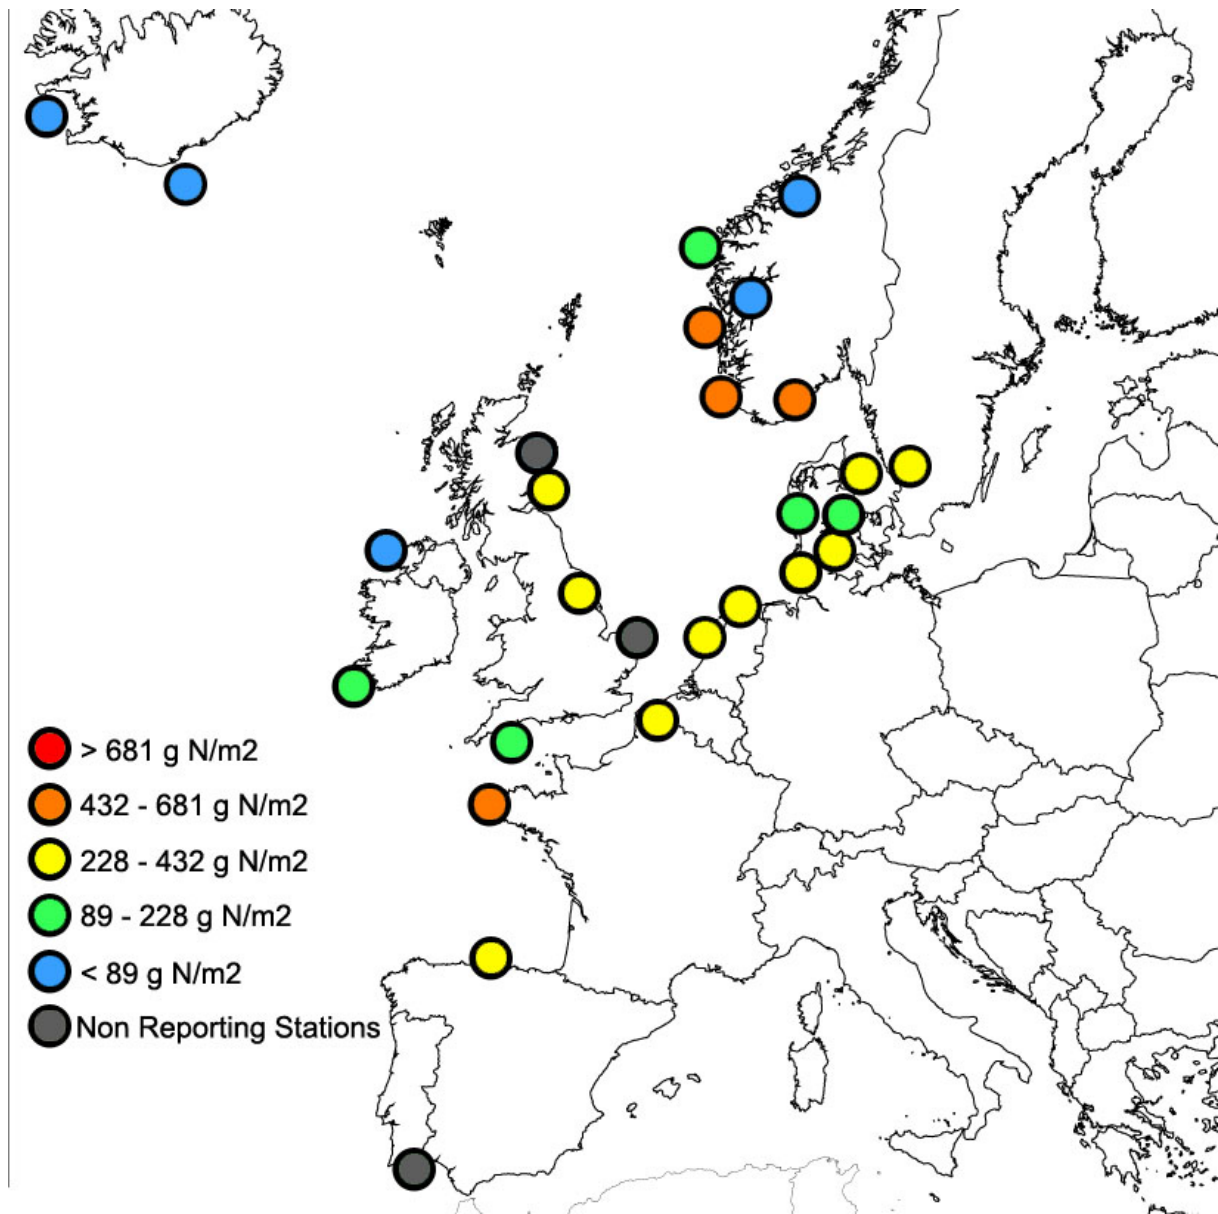 > 681 g N/m2
432 - 681 g N/m2
228 - 432 g N/m2
89 - 228 g N/m2
< 89 g N/m2
Non Reporting Stations